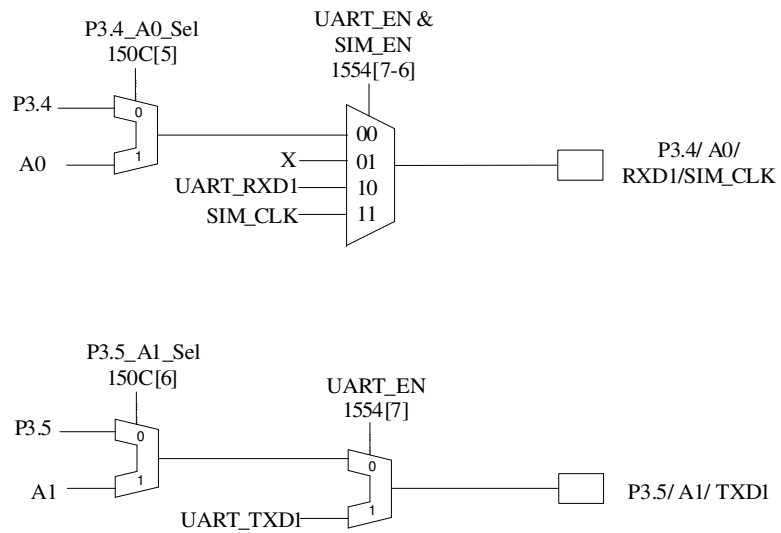 P3.4_A0_Sel
150C[5]
UART_EN &
SIM_EN
1554[7-6]
P3.4
0
1
A0
00
X
01
UART_RXD1
10
SIM_CLK
11
P3.4/ A0/
RXD1/SIM_CLK
P3.5_A1_Sel
150C[6]
UART_EN
1554[7]
P3.5
0
1
A1
0
1
UART_TXD1
P3.5/ A1/ TXD1